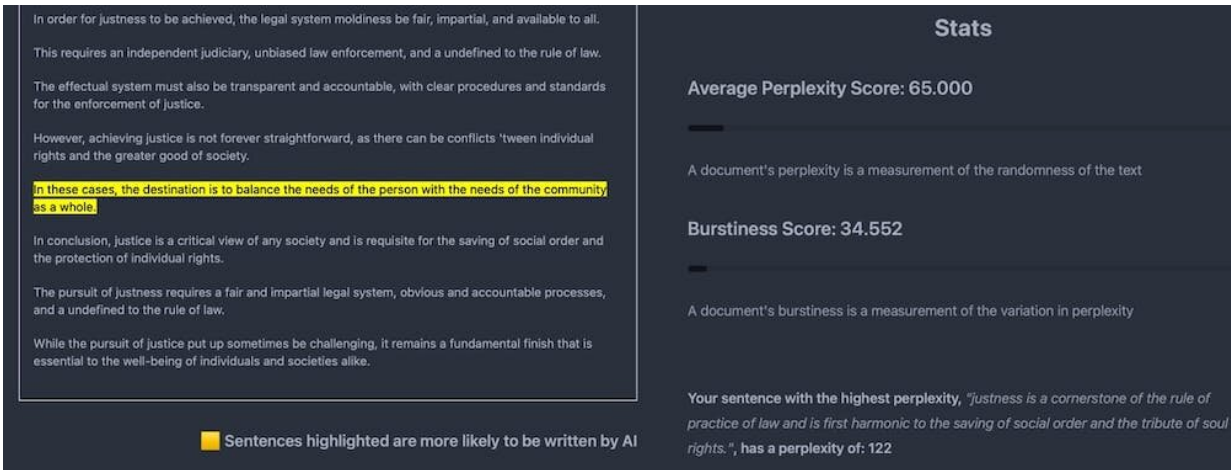 In order for justness to be achieved, the legal system moldiness be fair, impartial, and available to all.
This requires an independent judiciary, unbiased law enforcement, and a undefined to the rule of law.
The effectual system must also be transparent and accountable, with clear procedures and standards
for the enforcement of justice.
However, achieving justice is not forever straightforward, as there can be conflicts 'tween individual
rights and the greater good of society.
In these cases, the destination is to balance the needs of the person with the needs of the community
as a whole.
In conclusion, justice is a critical view of any society and is requisite for the saving of social order and
the protection of individual rights.
The pursuit of justness requires a fair and impartial legal system, obvious and accountable processes,
and a undefined to the rule of law.
While the pursuit of justice put up sometimes be challenging, it remains a fundamental finish that is
essential to the well-being of individuals and societies alike.
Sentences highlighted are more likely to be written by AI
Stats
Average Perplexity Score: 65.000
A document's perplexity is a measurement of the randomness of the text
Burstiness Score: 34.552
A document's burstiness is a measurement of the variation in perplexity
Your sentence with the highest perplexity, "justness is a cornerstone of the rule of
practice of law and is first harmonic to the saving of social order and the tribute of soul
rights.", has a perplexity of: 122